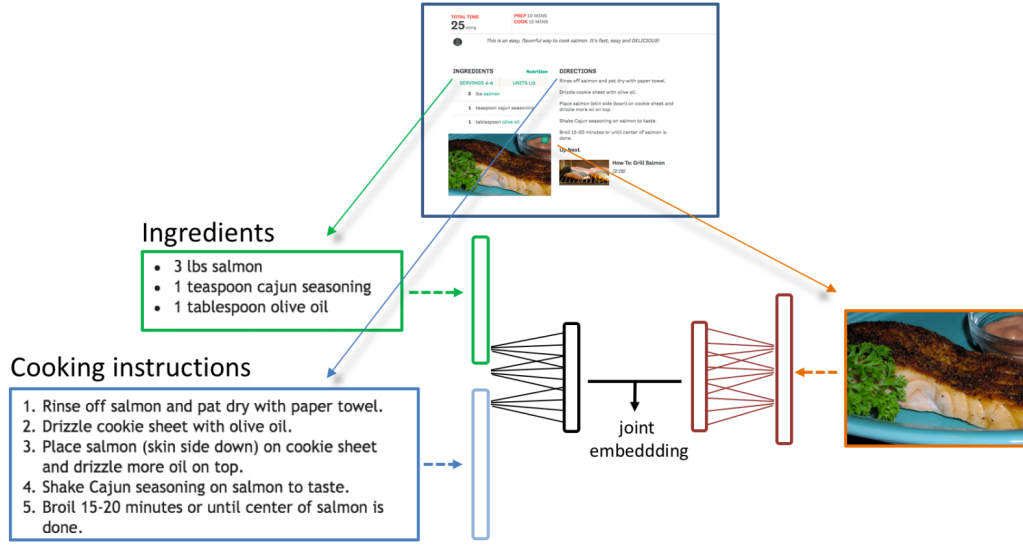 TOTAL TIME
25 mins
PREP 10 MINS
COOK 15 MINS
This is an easy, flavorful way to cook salmon. It's fast, easy and DELICIOUS!
INGREDIENTS
Nutrition
SERVINGS 4-6
UNITS US
3 lbs salmon
1 teaspoon cajun seasoning
1 tablespoon olive oil
DIRECTIONS
Rinse off salmon and pat dry with paper towel.
Drizzle cookie sheet with olive oil.
Place salmon (skin side down) on cookie sheet and
drizzle more oil on top.
Shake Cajun seasoning on salmon to taste.
Broil 15-20 minutes or until center of salmon is
done.
Up Next
How To: Grill Salmon
Ingredients
• 3 lbs salmon
• 1 teaspoon cajun seasoning
• 1 tablespoon olive oil
Cooking instructions
1. Rinse off salmon and pat dry with paper towel.
2. Drizzle cookie sheet with olive oil.
3. Place salmon (skin side down) on cookie sheet
and drizzle more oil on top.
4. Shake Cajun seasoning on salmon to taste.
5. Broil 15-20 minutes or until center of salmon is
done.
joint
embeddding